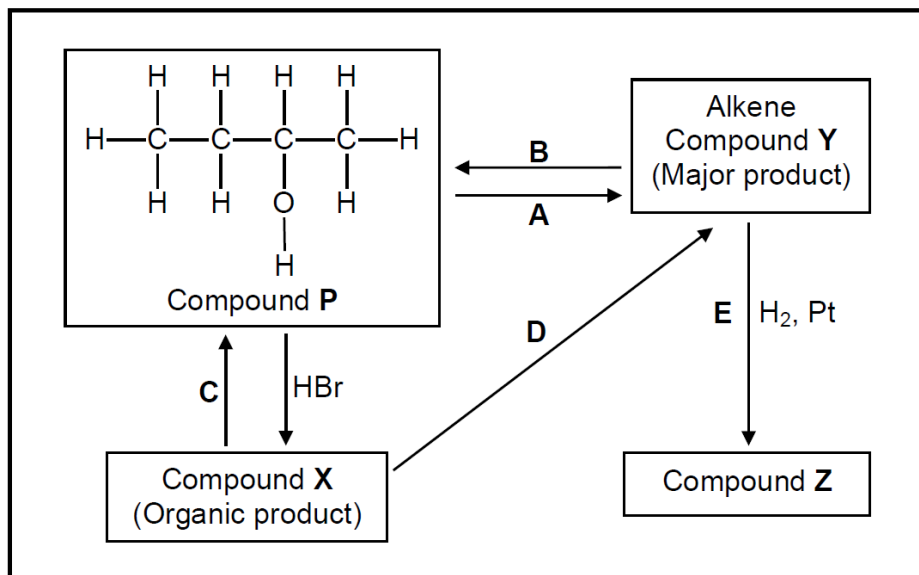 H H H H
H C C C C H
H H O H
H
Compound P
Alkene
Compound Y
(Major product)
B
A
D
E H₂, Pt
C HBr
Compound X
(Organic product)
Compound Z